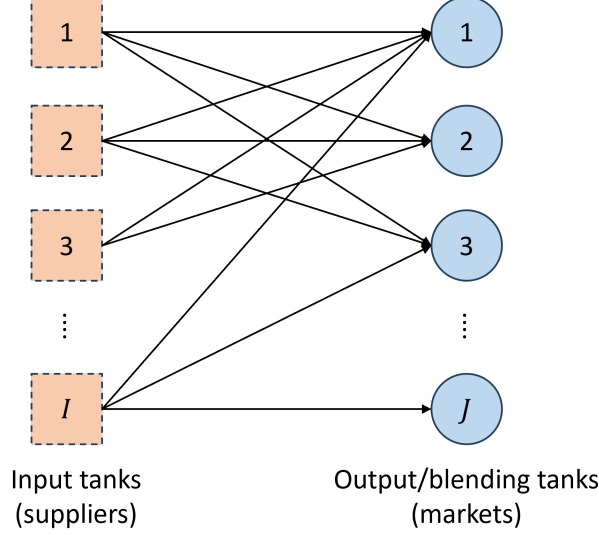 1
1
2
2
3
3
I
J
Input tanks
(suppliers)
Output/blending tanks
(markets)